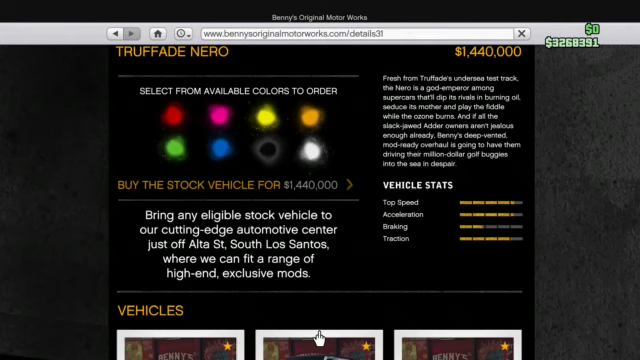 Benny's Original Motor Works
www.bennysoriginalmotorworks.com/details31
$0
$3268391
TRUFFADE NERO
$1,440,000
SELECT FROM AVAILABLE COLORS TO ORDER
BUY THE STOCK VEHICLE FOR $1,440,000
Bring any eligible stock vehicle to
our cutting-edge automotive center
just off Alta St, South Los Santos,
where we can fit a range of
high-end, exclusive mods.
Fresh from Truffade's undersea test track,
the Nero is a god-emperor among
supercars that'll dip its rivals in burning oil,
seduce its mother and play the fiddle
while the ozone burns. And if all the
slack-jawed Adder owners aren't jealous
enough already, Benny's deep-vented,
mod-ready overhaul is going to have them
driving their million-dollar golf buggies
into the sea in despair.
VEHICLE STATS
Top Speed
Acceleration
Braking
Traction
VEHICLES
BENNY'S
BENNY'S